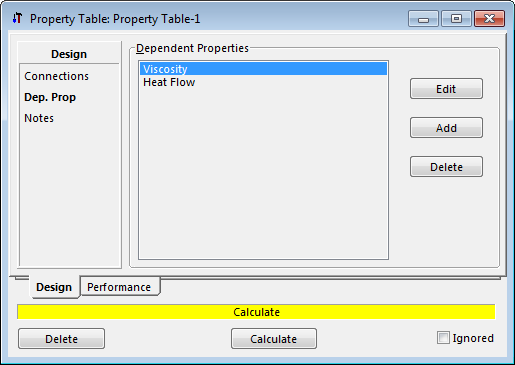 Property Table: Property Table-1
Design
Connections
Dep. Prop
Notes
Dependent Properties
Viscosity
Heat Flow
Edit
Add
Delete
Design Performance
Calculate
Delete Calculate Ignored